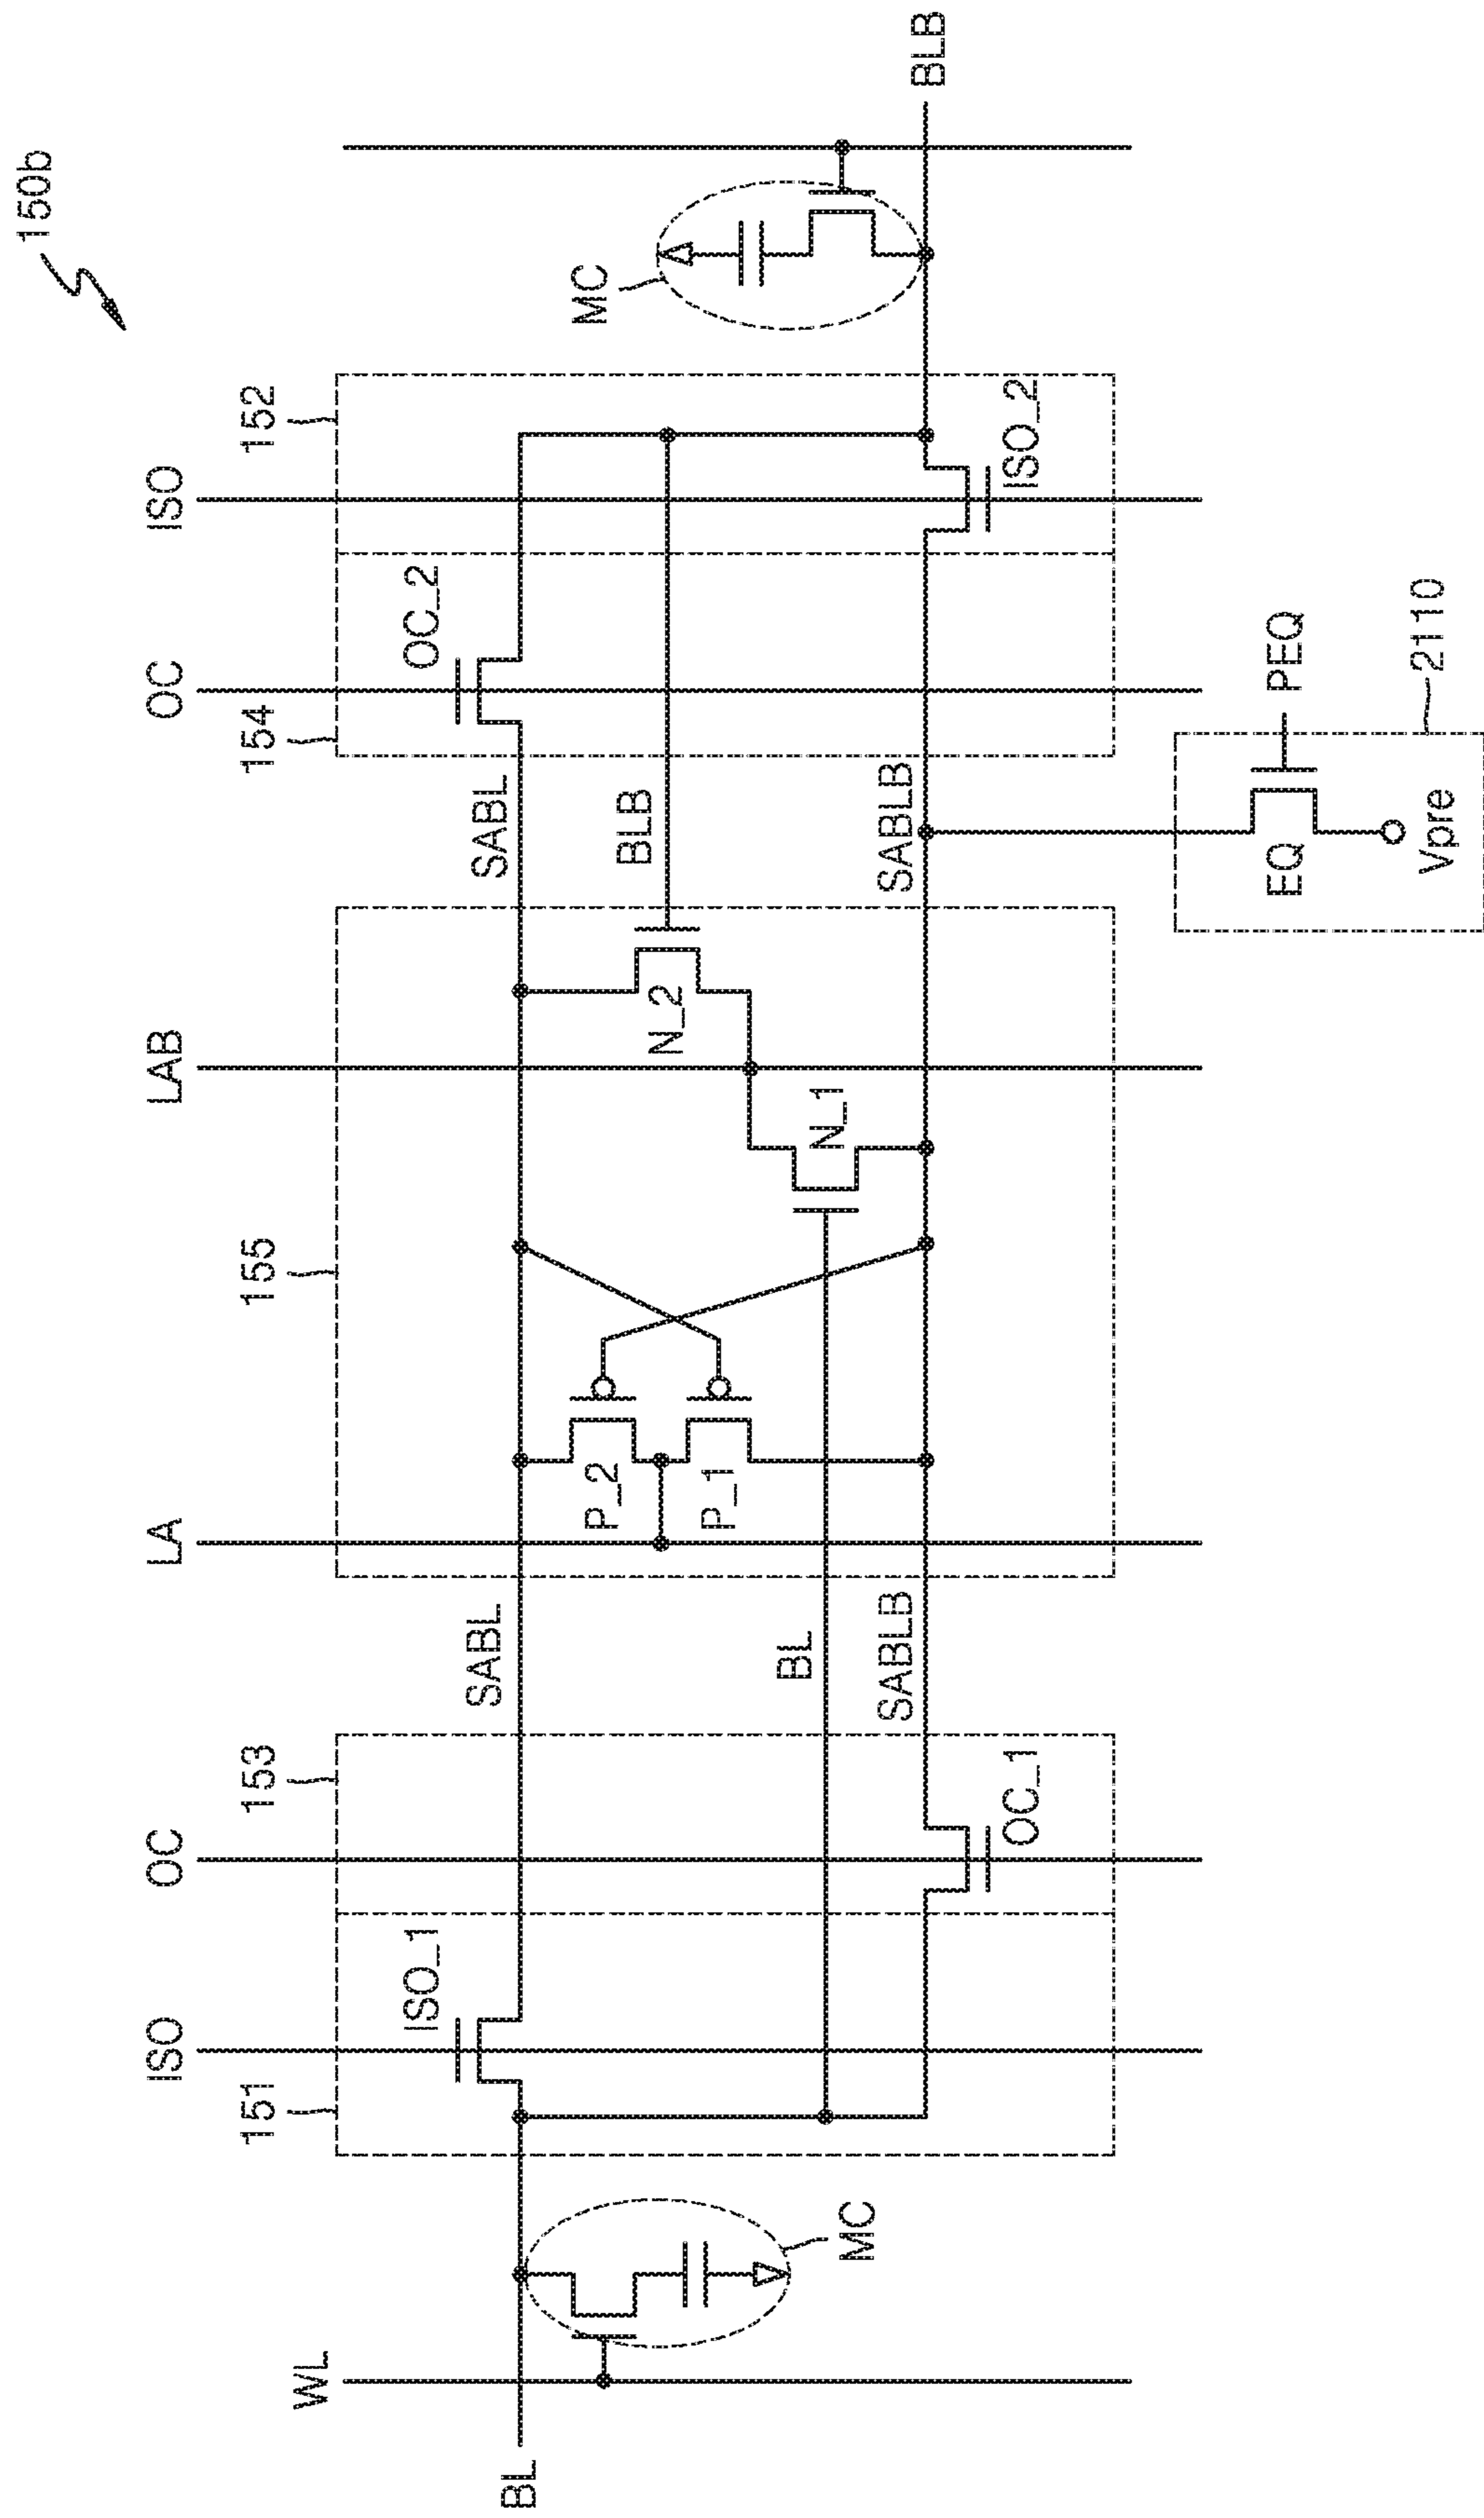 150b
ISO
OC
LA
LAB
OC
ISO
151
153
155
154
152
WL
ISO_1
OC_2
MC
BL
SABL
SABL
P_2
N_2
BLB
P_1
BL
N_1
MC
SABLB
SABLB
BLB
OC_1
ISO_2
EQ
PEQ
Vpre
2110